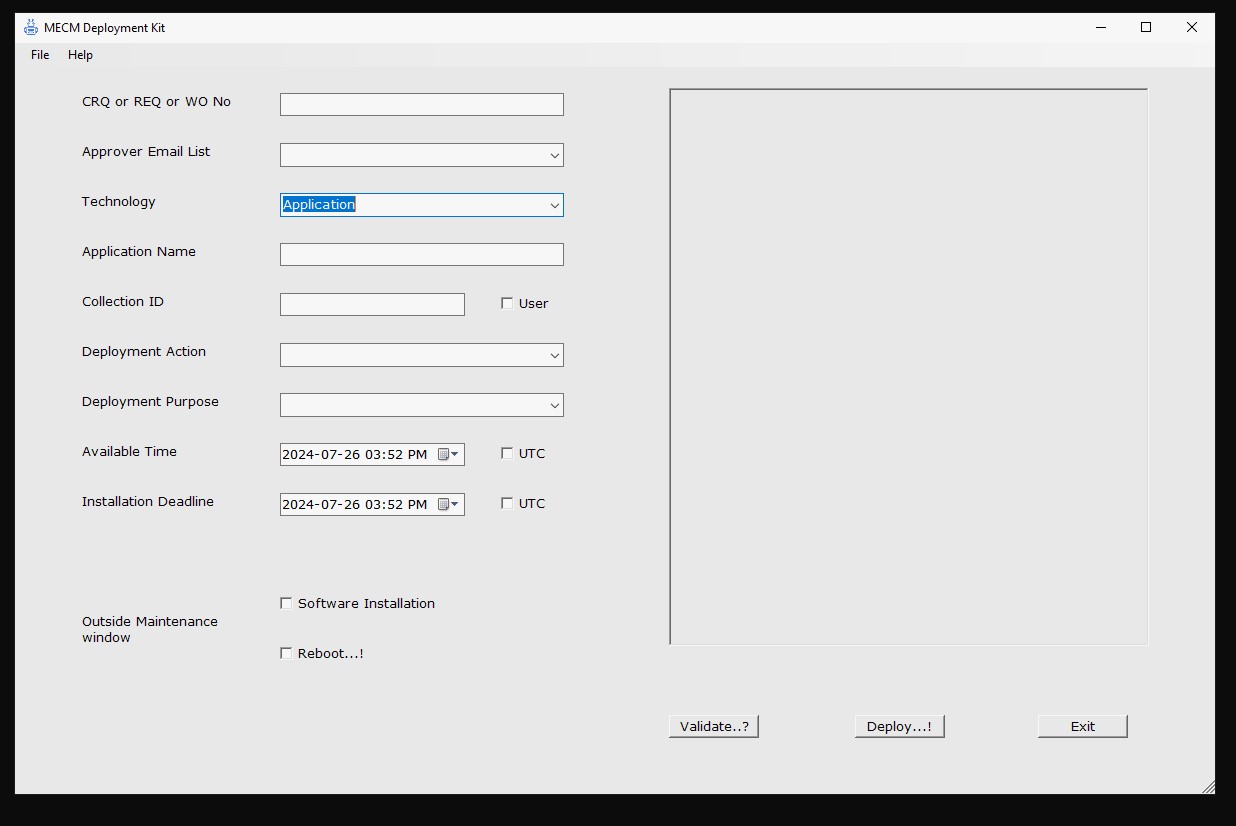 MECM Deployment Kit
File Help
CRQ or REQ or WO No
Approver Email List
Technology Application
Application Name
Collection ID User
Deployment Action
Deployment Purpose
Available Time 2024-07-26 03:52 PM UTC
Installation Deadline 2024-07-26 03:52 PM UTC
Software Installation
Outside Maintenance
window
Reboot...!
Validate..? Deploy...! Exit